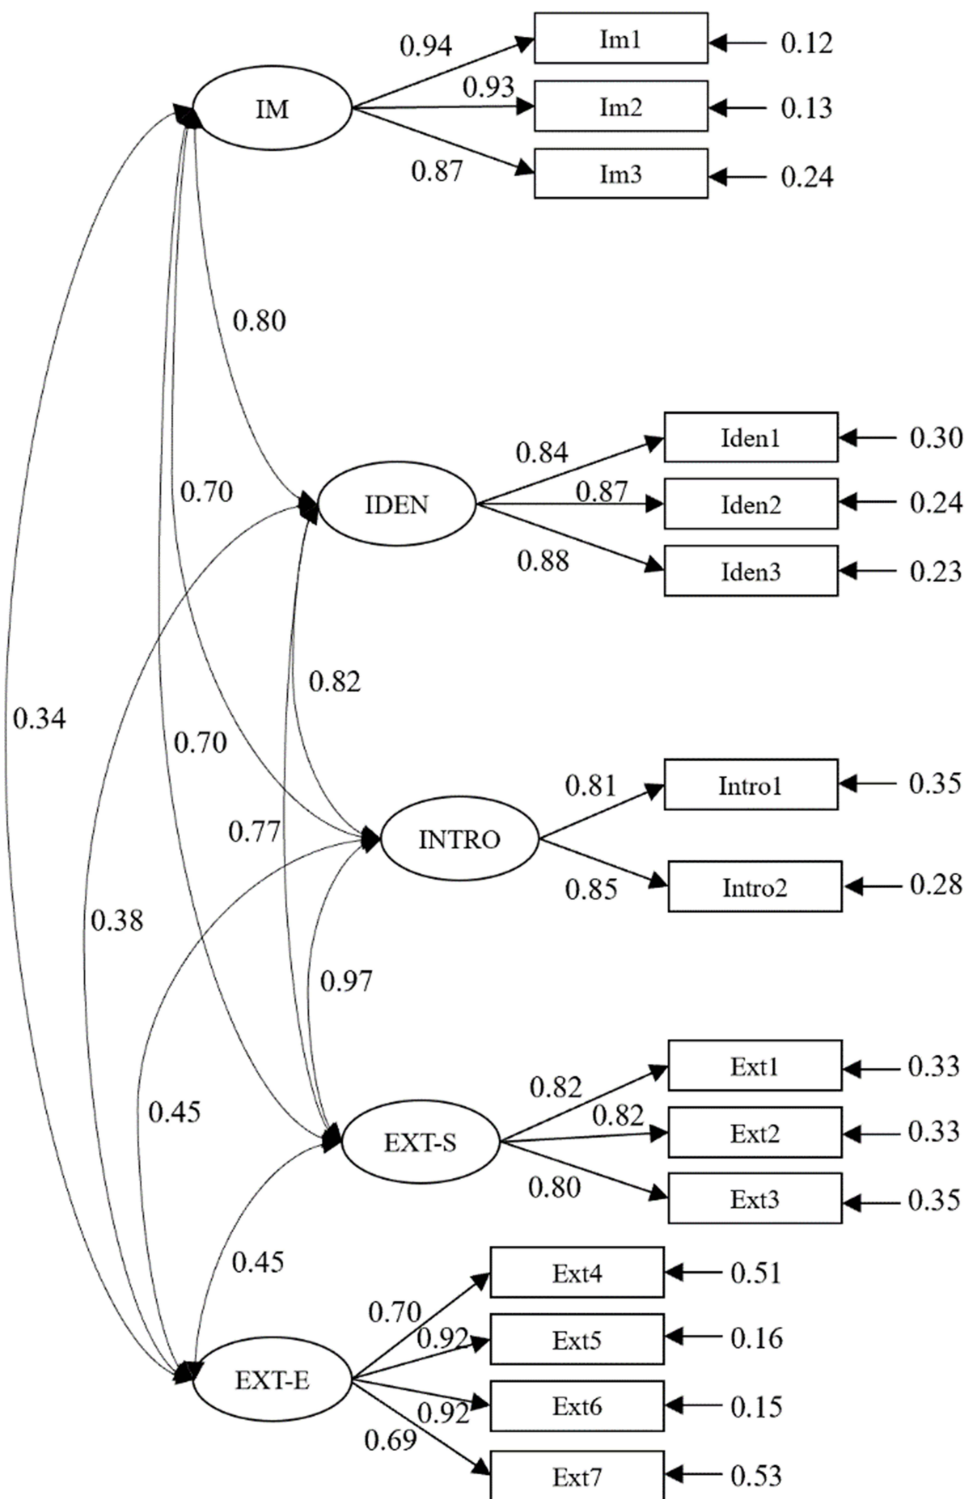 0.94 Im1 0.12
IM 0.93 Im2 0.13
0.87 Im3 0.24
0.80
0.84 Iden1 0.30
0.70 IDEN 0.87 Iden2 0.24
0.88 Iden3 0.23
0.82
0.34
0.70
0.81 Intro1 0.35
0.77 INTRO
0.85 Intro2 0.28
0.38
0.97
0.82 Ext1 0.33
0.45 0.82 Ext2 0.33
EXT-S
0.80 Ext3 0.35
0.45
0.70 Ext4 0.51
0.92 Ext5 0.16
EXT-E
0.92 Ext6 0.15
0.69 Ext7 0.53